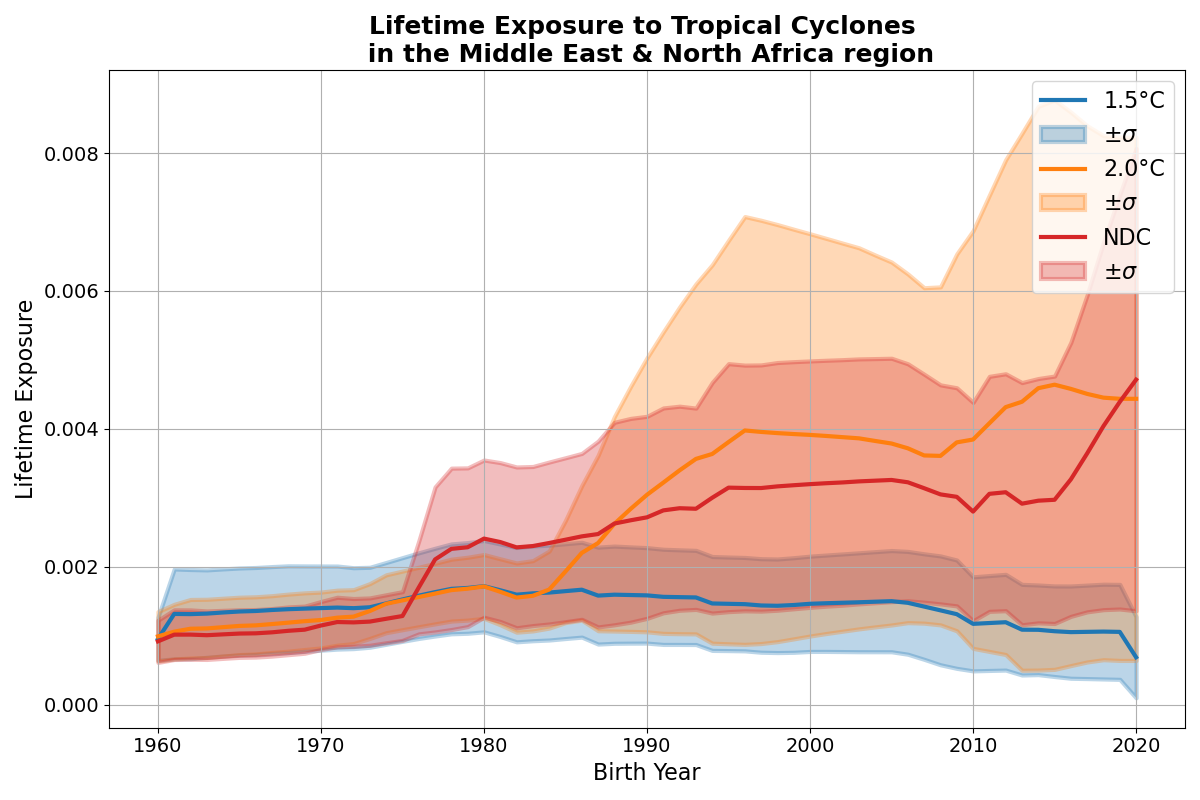 Lifetime Exposure to Tropical Cyclones
in the Middle East & North Africa region
Lifetime Exposure
0.008
0.006
0.004
0.002
0.000
1960 1970 1980 1990 2000 2010 2020
Birth Year
1.5°C
±σ
2.0°C
±σ
NDC
±σ